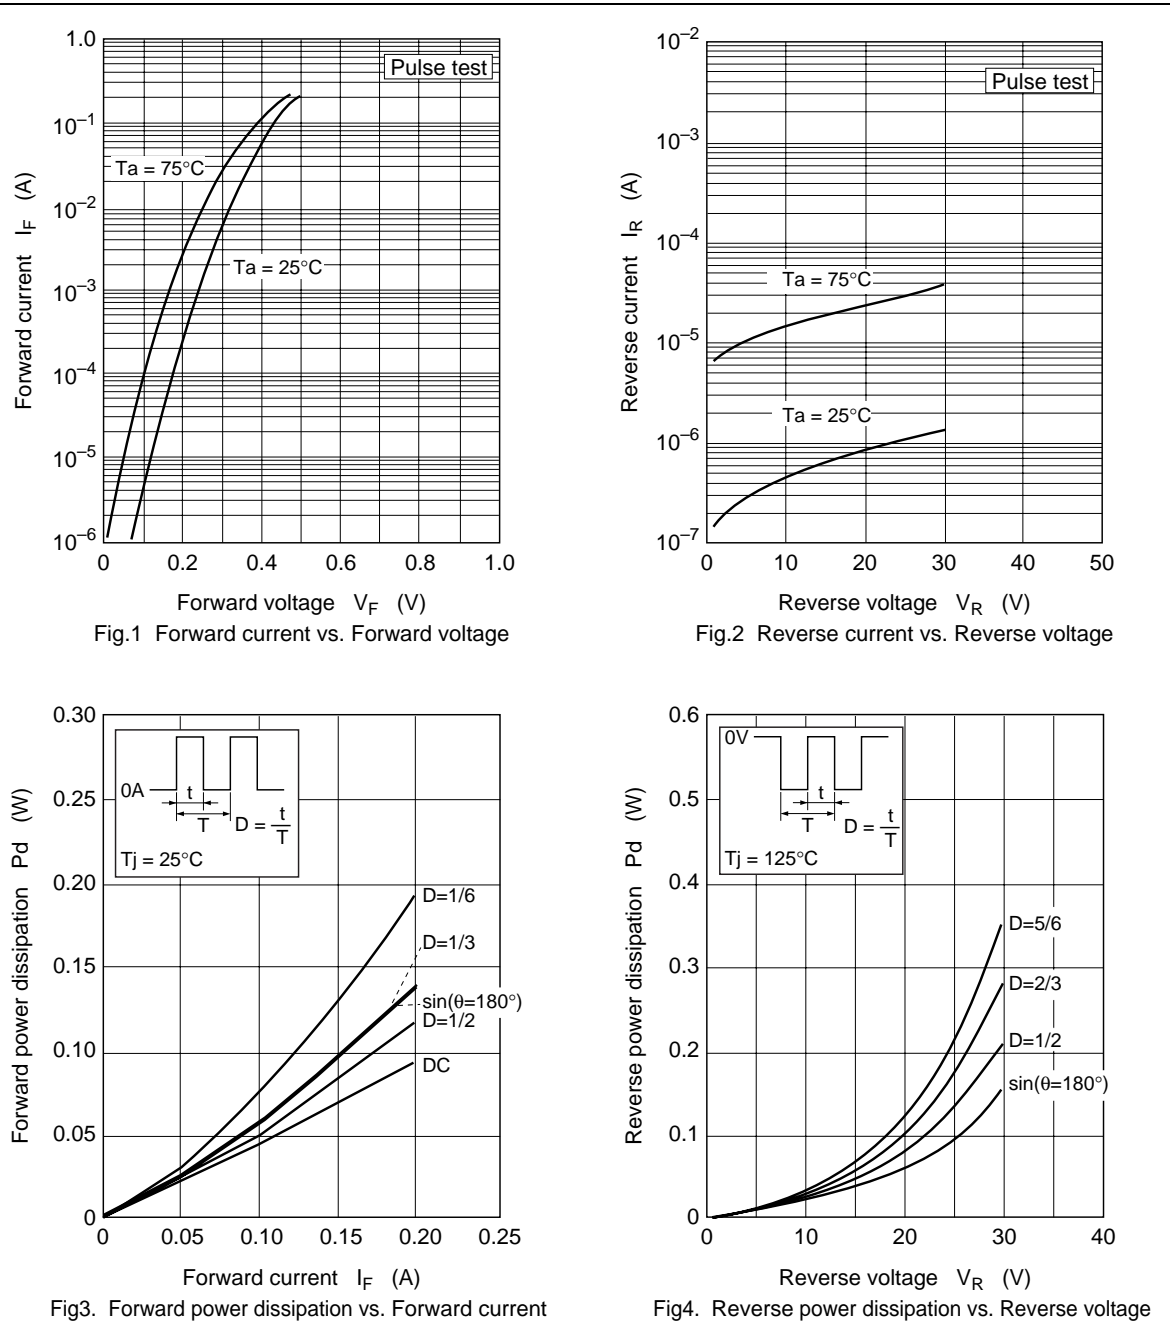 1.0
10–1
10–2
10–3
10–4
10–5
10–6
Pulse test
Ta = 75°C
Ta = 25°C
Forward current IF (A)
0 0.2 0.4 0.6 0.8 1.0
Forward voltage VF (V)
Fig.1 Forward current vs. Forward voltage
10–2
10–3
10–4
10–5
10–6
10–7
Pulse test
Ta = 75°C
Ta = 25°C
Reverse current IR (A)
0 10 20 30 40 50
Reverse voltage VR (V)
Fig.2 Reverse current vs. Reverse voltage
0.30
0.25
0.20
0.15
0.10
0.05
0
0A
t
T
D = t/T
Tj = 25°C
D=1/6
D=1/3
sin(θ=180°)
D=1/2
DC
Forward power dissipation Pd (W)
0 0.05 0.10 0.15 0.20 0.25
Forward current IF (A)
Fig3. Forward power dissipation vs. Forward current
0.6
0.5
0.4
0.3
0.2
0.1
0
0V
t
T
D = t/T
Tj = 125°C
D=5/6
D=2/3
D=1/2
sin(θ=180°)
Reverse power dissipation Pd (W)
0 10 20 30 40
Reverse voltage VR (V)
Fig4. Reverse power dissipation vs. Reverse voltage